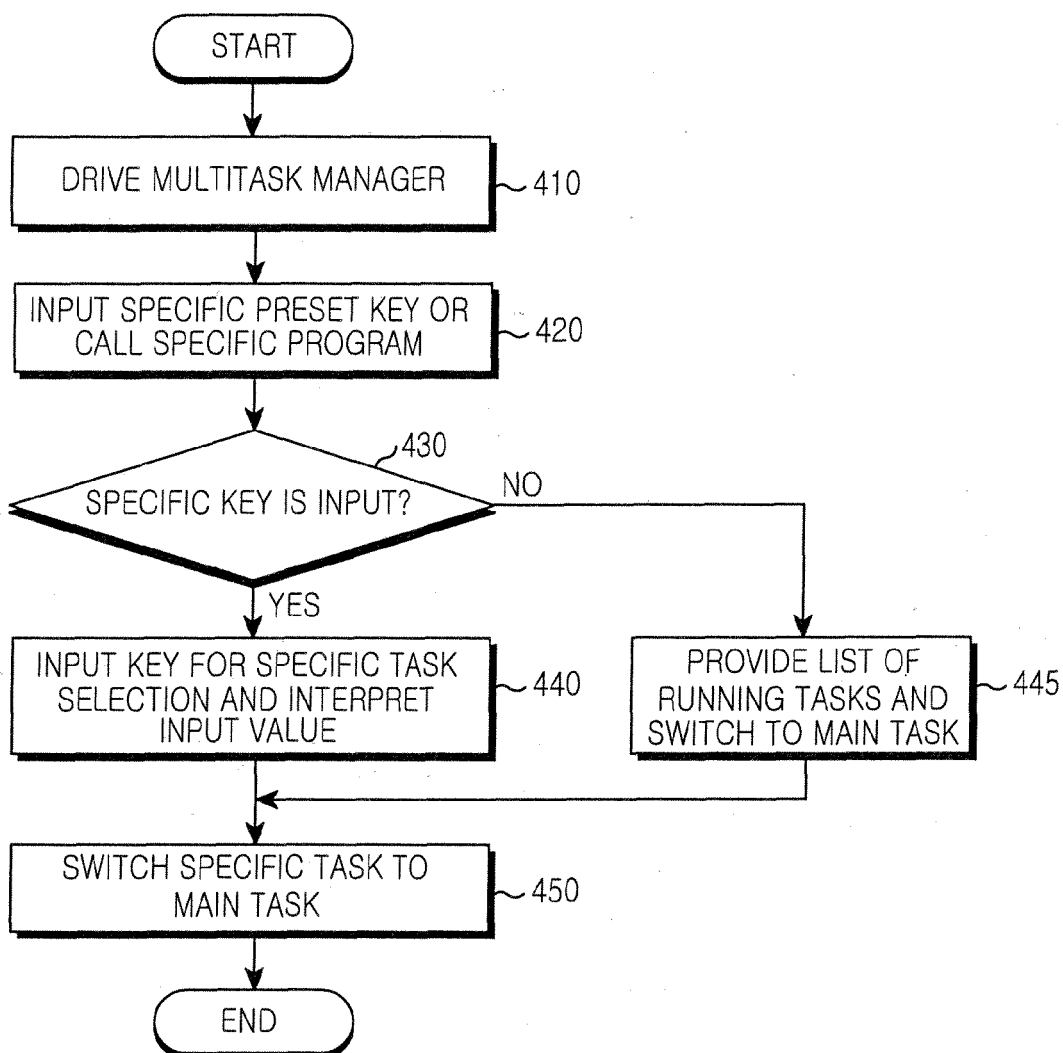 START
DRIVE MULTITASK MANAGER
410
INPUT SPECIFIC PRESET KEY OR
CALL SPECIFIC PROGRAM
420
430
SPECIFIC KEY IS INPUT?
NO
YES
INPUT KEY FOR SPECIFIC TASK
SELECTION AND INTERPRET
INPUT VALUE
440
PROVIDE LIST OF
RUNNING TASKS AND
SWITCH TO MAIN TASK
445
SWITCH SPECIFIC TASK TO
MAIN TASK
450
END